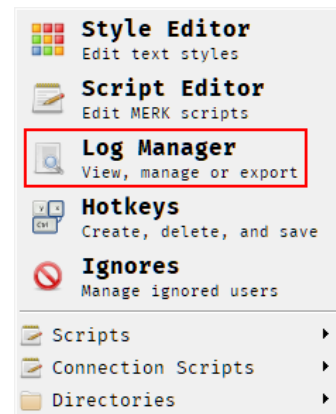 Style Editor
Edit text styles
Script Editor
Edit MERK scripts
Log Manager
View, manage or export
Hotkeys
Create, delete, and save
Ignores
Manage ignored users
Scripts
Connection Scripts
Directories